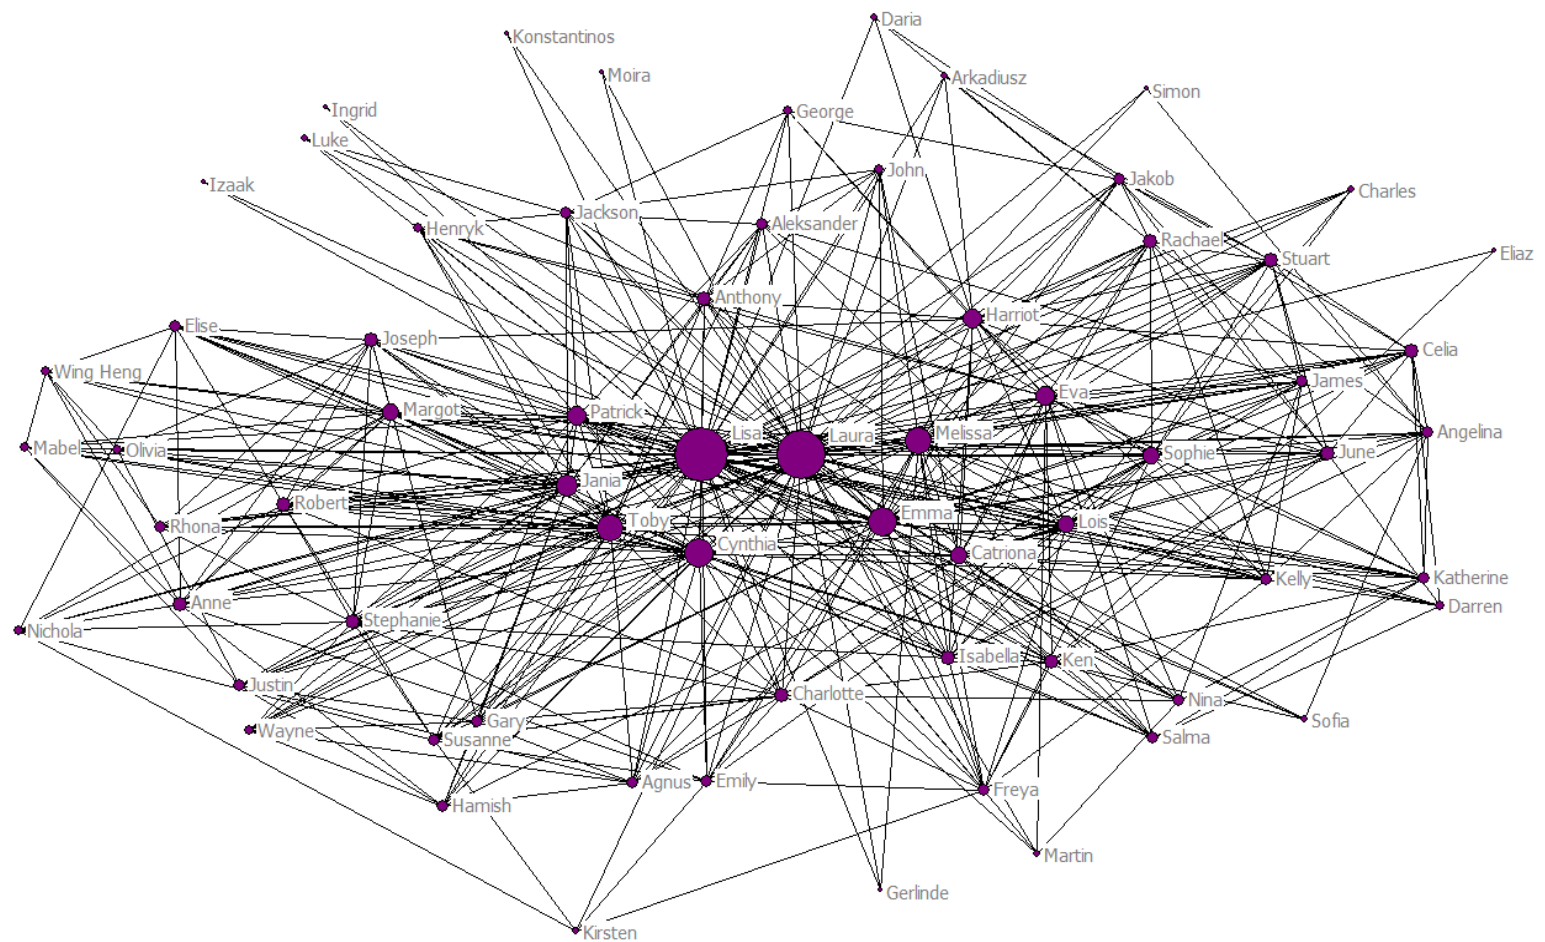 Daria
Konstantinos
Moira
Arkadiusz
Simon
Ingrid
George
Luke
John
Jakob
Izaak
Charles
Jackson
Aleksander
Henryk
Rachael
Stuart
Eliaz
Anthony
Harriot
Elise
Joseph
Celia
Wing Heng
James
Eva
Margot
Patrick
Lisa
Laura
Melissa
Angelina
Mabel
Olivia
Sophie
June
Jania
Robert
Emma
Toby
Lois
Rhona
Cynthia
Catriona
Kelly
Katherine
Anne
Darren
Stephanie
Nichola
Isabella
Ken
Justin
Charlotte
Nina
Gary
Sofia
Wayne
Susanne
Salma
Agnus
Emily
Freya
Hamish
Martin
Gerlinde
Kirsten